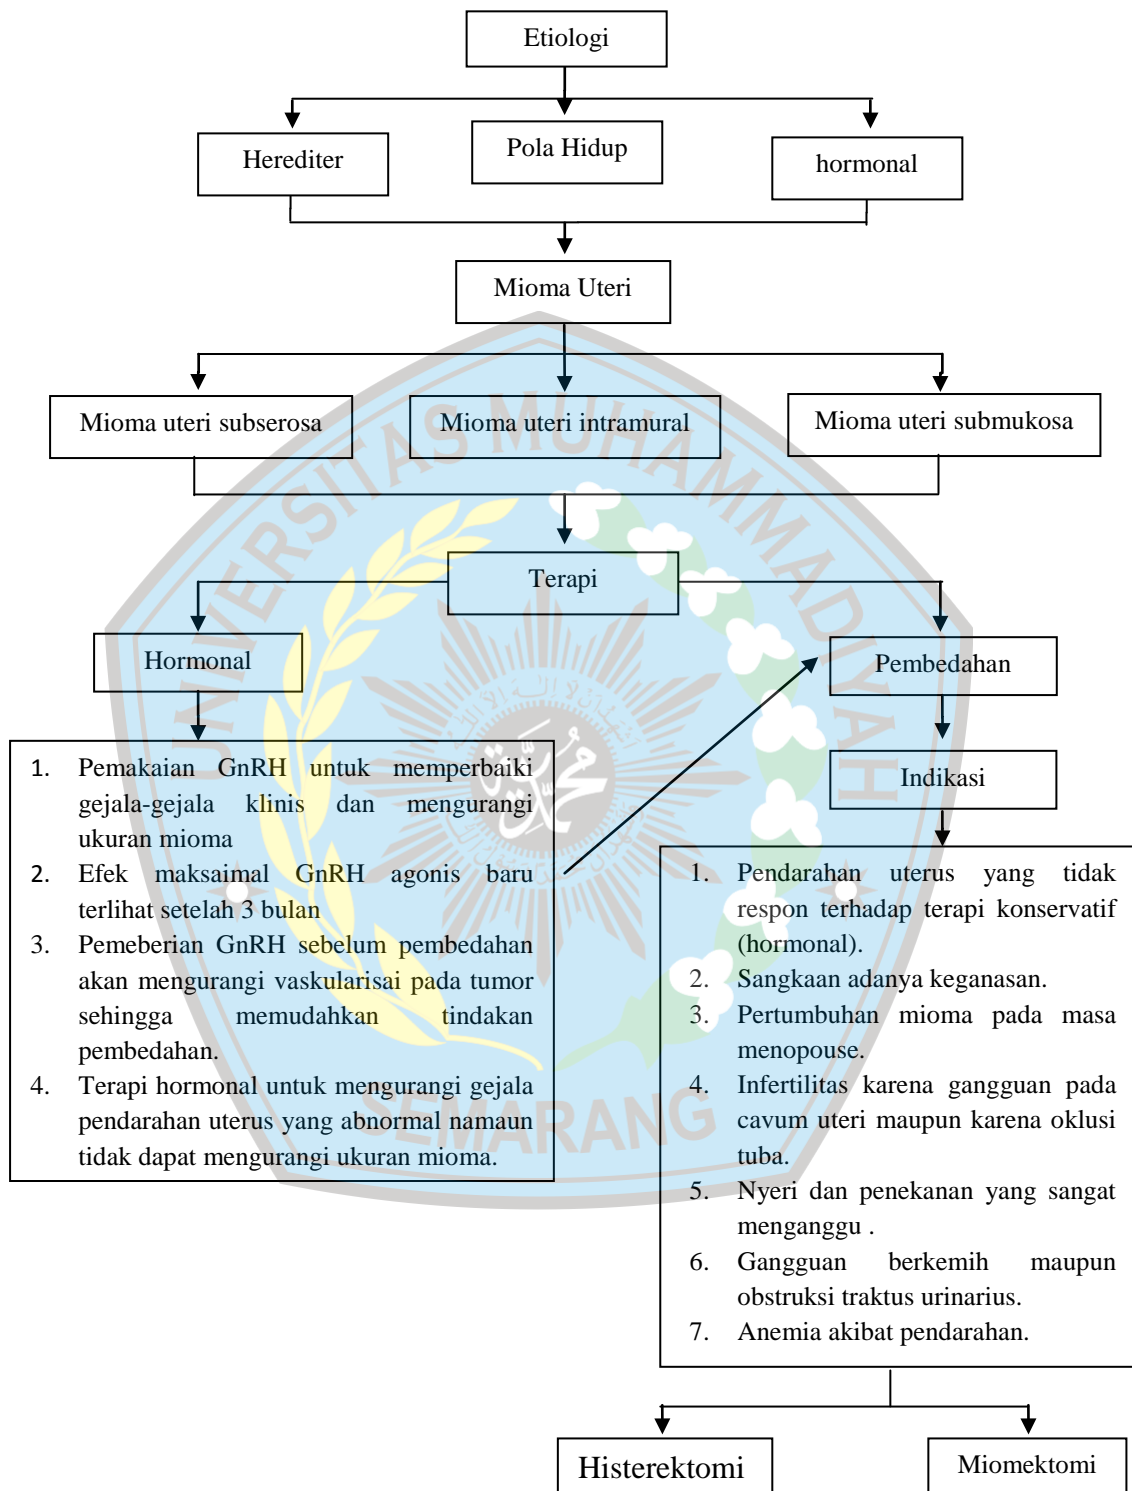 Etiologi
Herediter
Pola Hidup
hormonal
Mioma Uteri
Mioma uteri subserosa
Mioma uteri intramural
Mioma uteri submukosa
Terapi
Hormonal
Pembedahan
1. Pemakaian GnRH untuk memperbaiki
gejala-gejala klinis dan mengurangi
ukuran mioma
2. Efek maksaimal GnRH agonis baru
terlihat setelah 3 bulan
3. Pemeberian GnRH sebelum pembedahan
akan mengurangi vaskularisai pada tumor
sehingga memudahkan tindakan
pembedahan.
4. Terapi hormonal untuk mengurangi gejala
pendarahan uterus yang abnormal namaun
tidak dapat mengurangi ukuran mioma.
Indikasi
1. Pendarahan uterus yang tidak
respon terhadap terapi konservatif
(hormonal).
2. Sangkaan adanya keganasan.
3. Pertumbuhan mioma pada masa
menopouse.
4. Infertilitas karena gangguan pada
cavum uteri maupun karena oklusi
tuba.
5. Nyeri dan penekanan yang sangat
menganggu .
6. Gangguan berkemih maupun
obstruksi traktus urinarius.
7. Anemia akibat pendarahan.
Histerektomi
Miomektomi
UNIVERSITAS MUHAMMADIYAH
SEMARANG
محمد